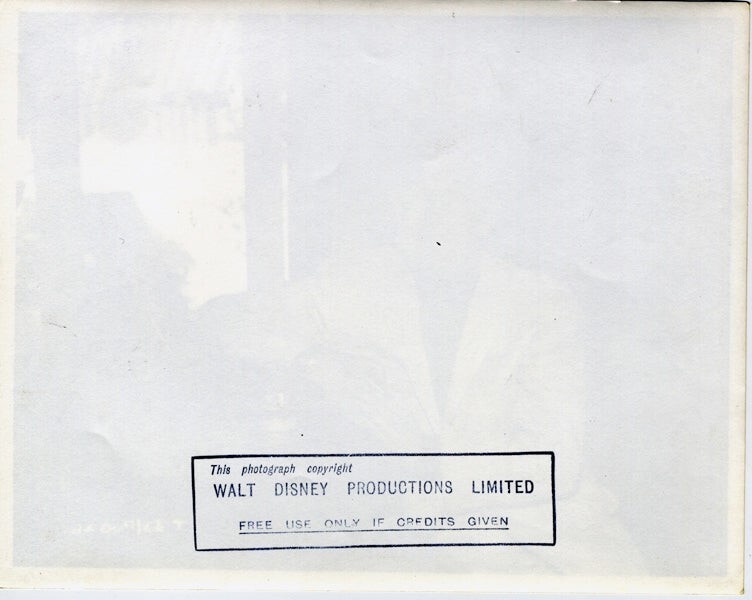 This photograph copyright
WALT DISNEY PRODUCTIONS LIMITED
FREE USE ONLY IF CREDITS GIVEN